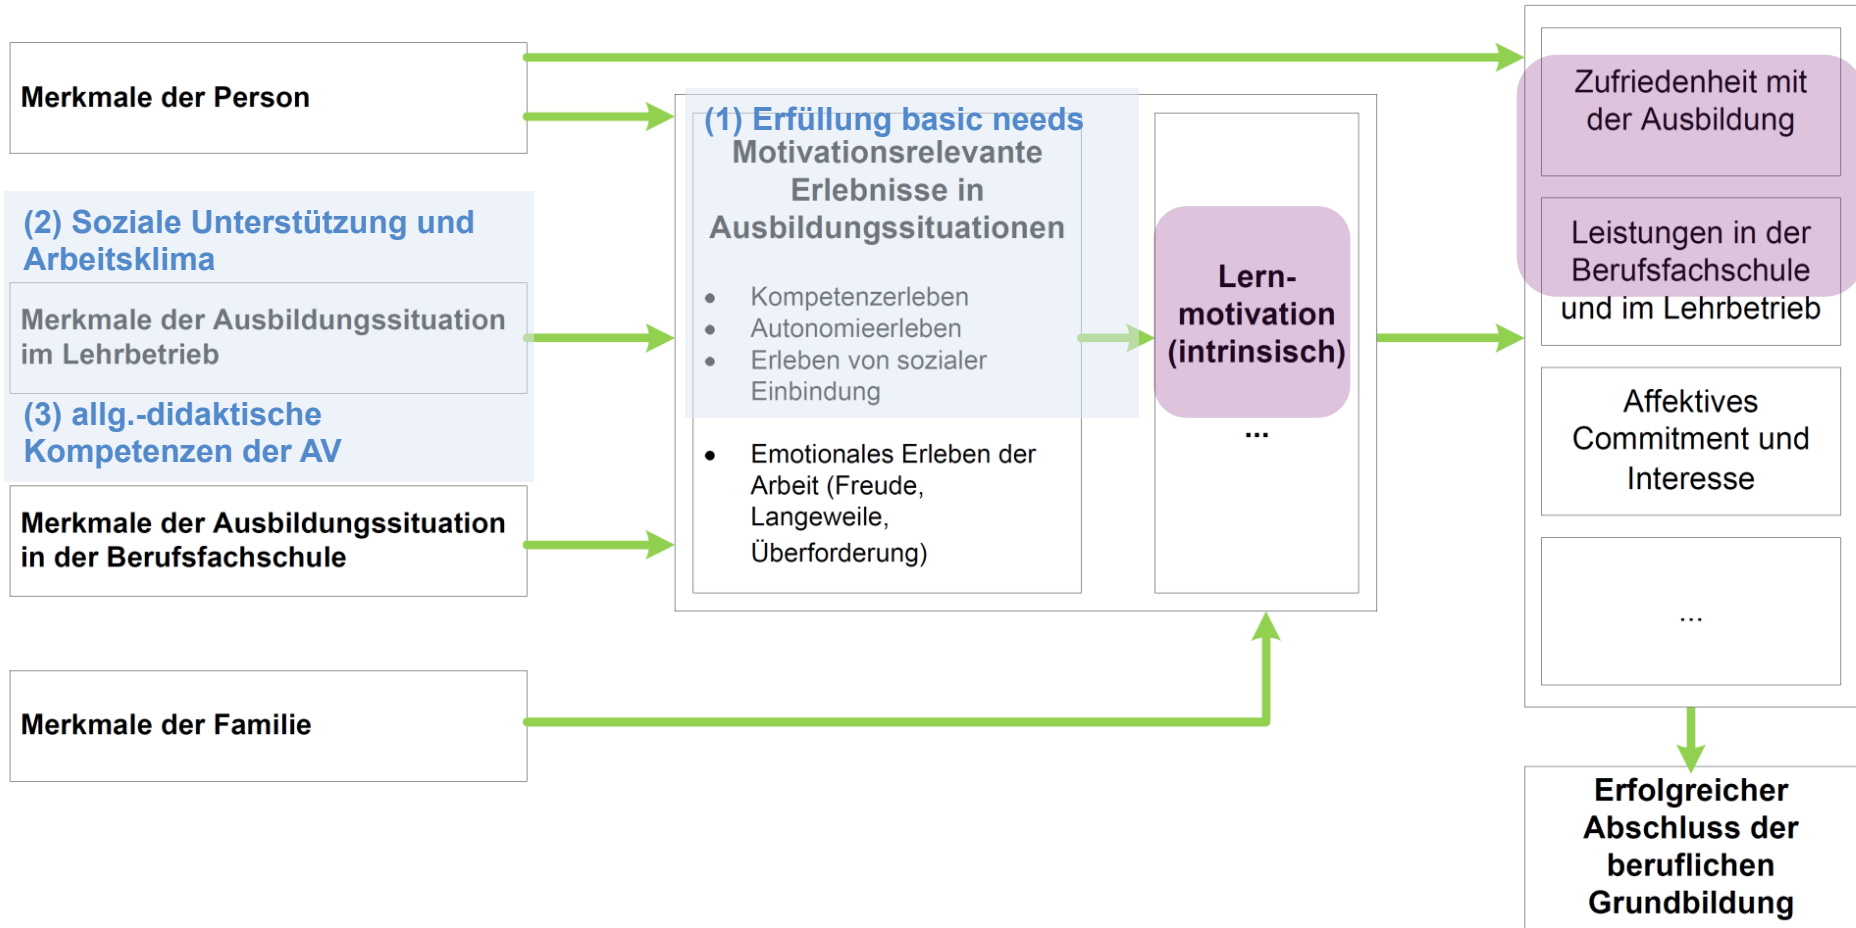 Merkmale der Person
(2) Soziale Unterstützung und
Arbeitsklima
Merkmale der Ausbildungssituation
im Lehrbetrieb
(3) allg.-didaktische
Kompetenzen der AV
Merkmale der Ausbildungssituation
in der Berufsfachschule
Merkmale der Familie
(1) Erfüllung basic needs
Motivationsrelevante
Erlebnisse in
Ausbildungssituationen
• Kompetenzerleben
• Autonomieerleben
• Erleben von sozialer
Einbindung
• Emotionales Erleben der
Arbeit (Freude,
Langeweile,
Überforderung)
Lern-
motivation
(intrinsisch)
...
Zufriedenheit mit
der Ausbildung
Leistungen in der
Berufsfachschule
und im Lehrbetrieb
Affektives
Commitment und
Interesse
...
Erfolgreicher
Abschluss der
beruflichen
Grundbildung